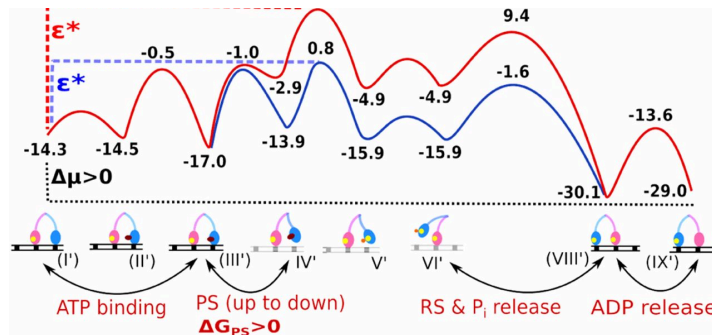 ε*
9.4
-0.5 -1.0 0.8
ε*
-2.9 -4.9 -4.9 -1.6
-14.3 -14.5 -13.9 -13.6
-17.0 -15.9 -15.9
Δμ>0
-30.1 -29.0
(I') (II') (III') IV' V' VI' (VIII') (IX')
ATP binding PS (up to down) RS & Pi release ADP release
ΔGPS>0